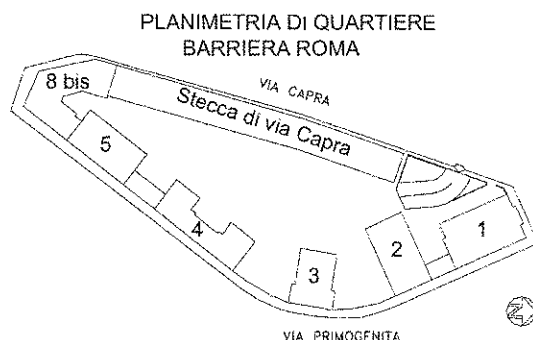 PLANIMETRIA DI QUARTIERE
BARRIERA ROMA
VIA CAPRA
8 bis
Stecca di via Capra
5
4
3
2
1
N
VIA PRIMOGENITA